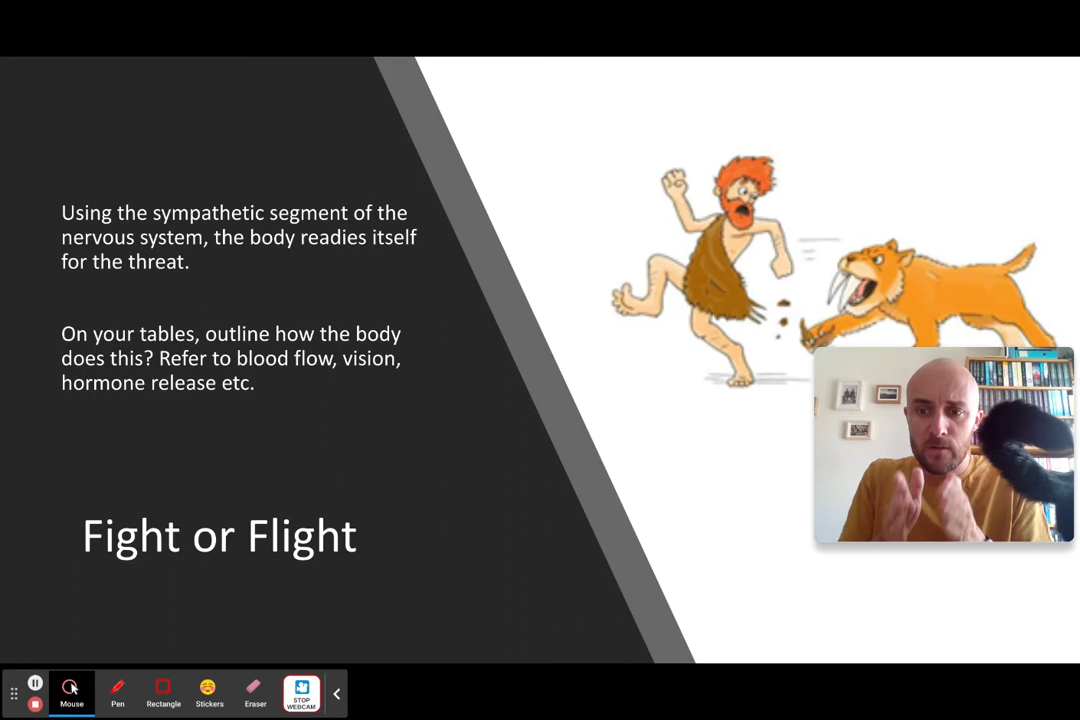 Using the sympathetic segment of the
nervous system, the body readies itself
for the threat.
On your tables, outline how the body
does this? Refer to blood flow, vision,
hormone release etc.
Fight or Flight
Mouse
Pen
Rectangle
Stickers
Eraser
STOP
WEBCAM